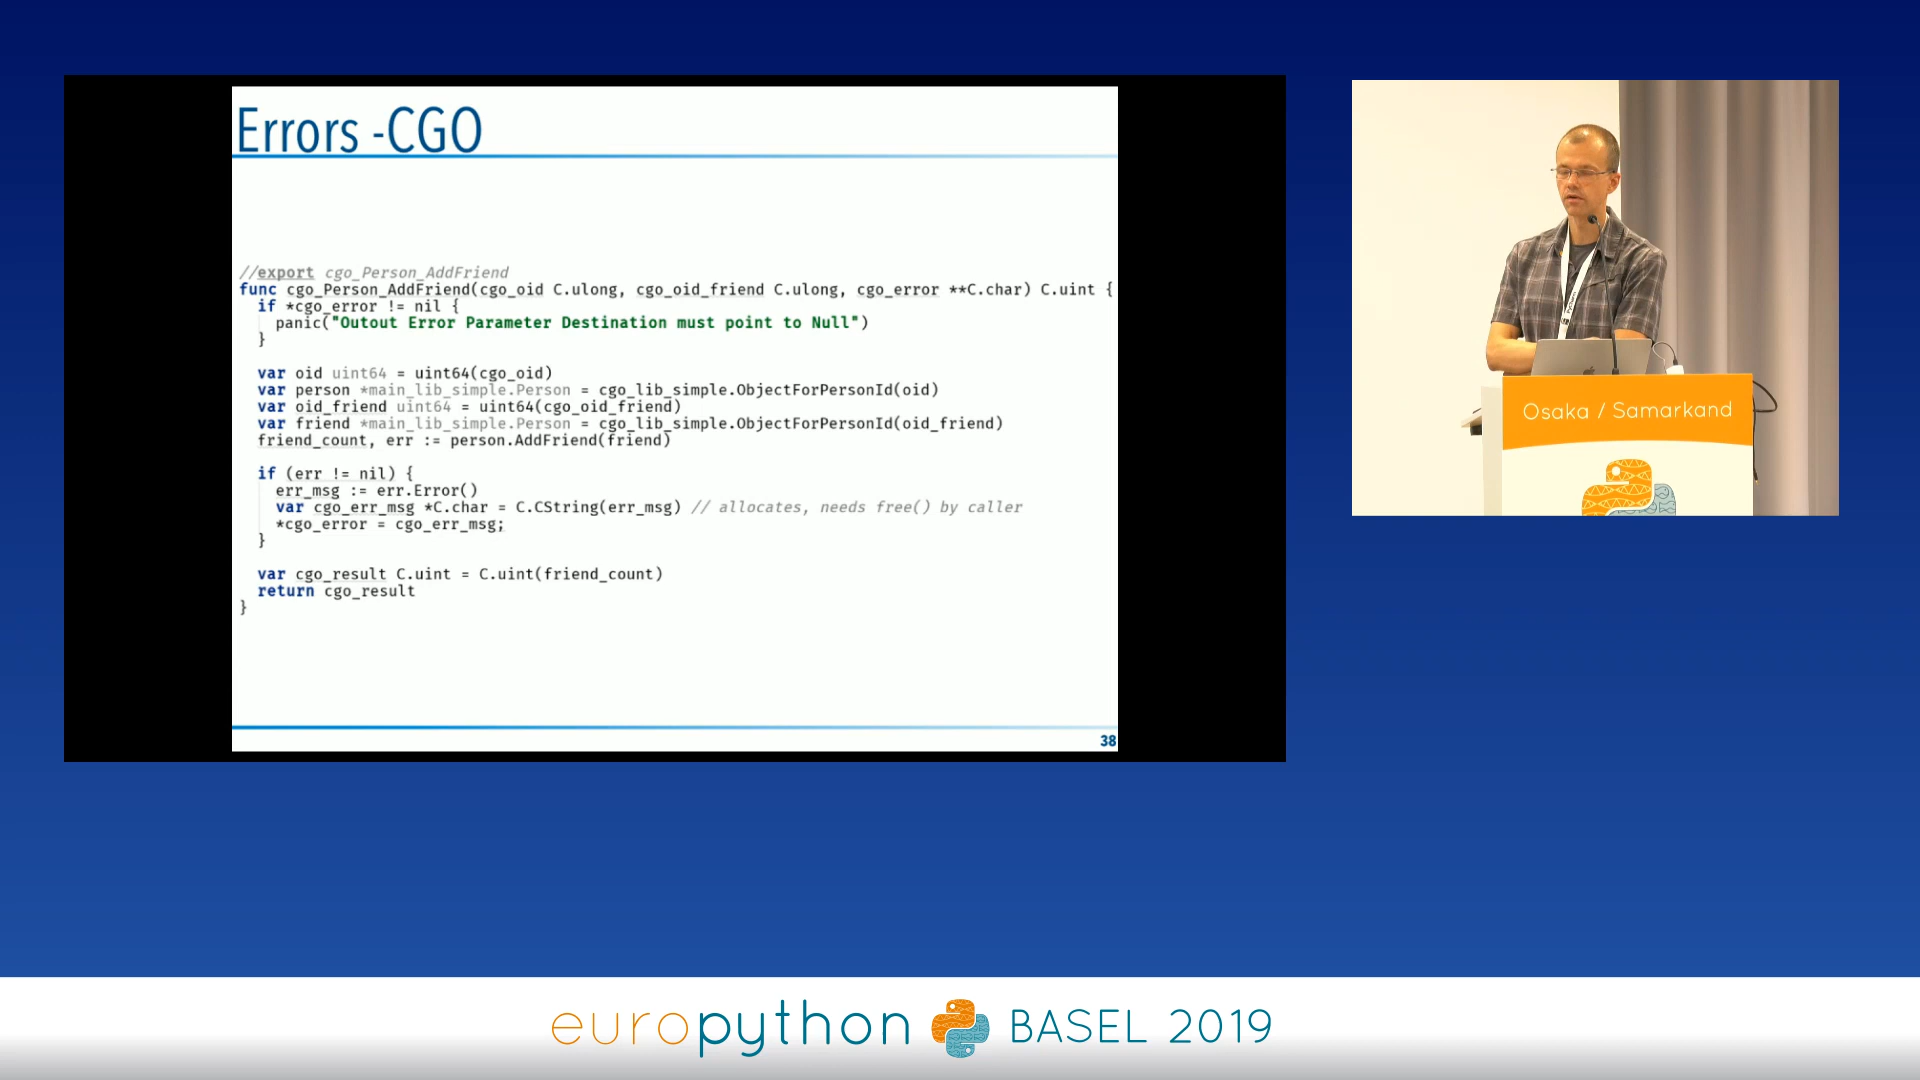 Errors -CGO
//export cgo_Person_AddFriend
func cgo_Person_AddFriend(cgo_oid C.ulong, cgo_oid_friend C.ulong, cgo_error **C.char) C.uint {
if *cgo_error != nil {
panic("Outout Error Parameter Destination must point to Null")
}
var oid uint64 = uint64(cgo_oid)
var person *main_lib_simple.Person = cgo_lib_simple.ObjectForPersonId(oid)
var oid_friend uint64 = uint64(cgo_oid_friend)
var friend *main_lib_simple.Person = cgo_lib_simple.ObjectForPersonId(oid_friend)
friend_count, err := person.AddFriend(friend)
if (err != nil) {
err_msg := err.Error()
var cgo_err_msg *C.char = C.CString(err_msg) // allocates, needs free() by caller
*cgo_error = cgo_err_msg;
}
var cgo_result C.uint = C.uint(friend_count)
return cgo_result
}
38
Osaka / Samarkand
europython BASEL 2019